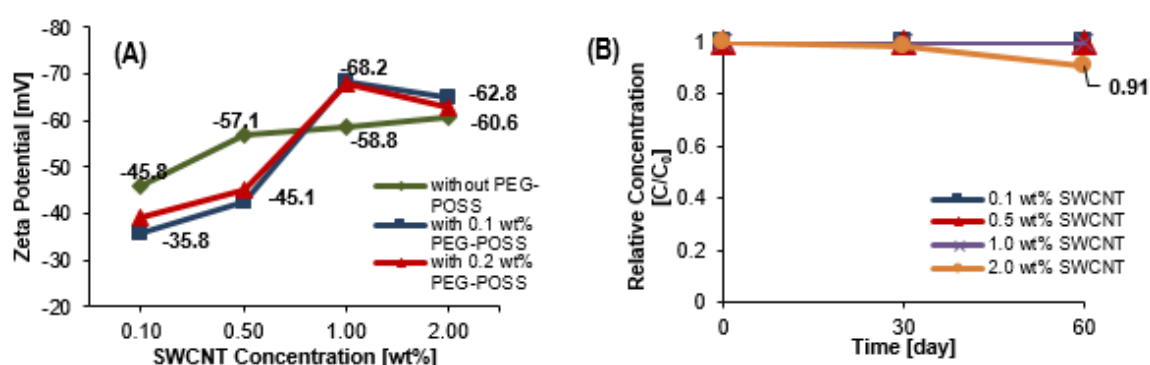 (A)
Zeta Potential [mV]
-80
-70
-60
-50
-40
-30
-20
-45.8
-57.1
-68.2
-62.8
-60.6
-58.8
-45.1
-35.8
without PEG-
POSS
with 0.1 wt%
PEG-POSS
with 0.2 wt%
PEG-POSS
0.10 0.50 1.00 2.00
SWCNT Concentration [wt%]
(B)
Relative Concentration
[C/C₀]
1
0.8
0.6
0.4
0.2
0
0.91
0.1 wt% SWCNT
0.5 wt% SWCNT
1.0 wt% SWCNT
2.0 wt% SWCNT
0 30 60
Time [day]